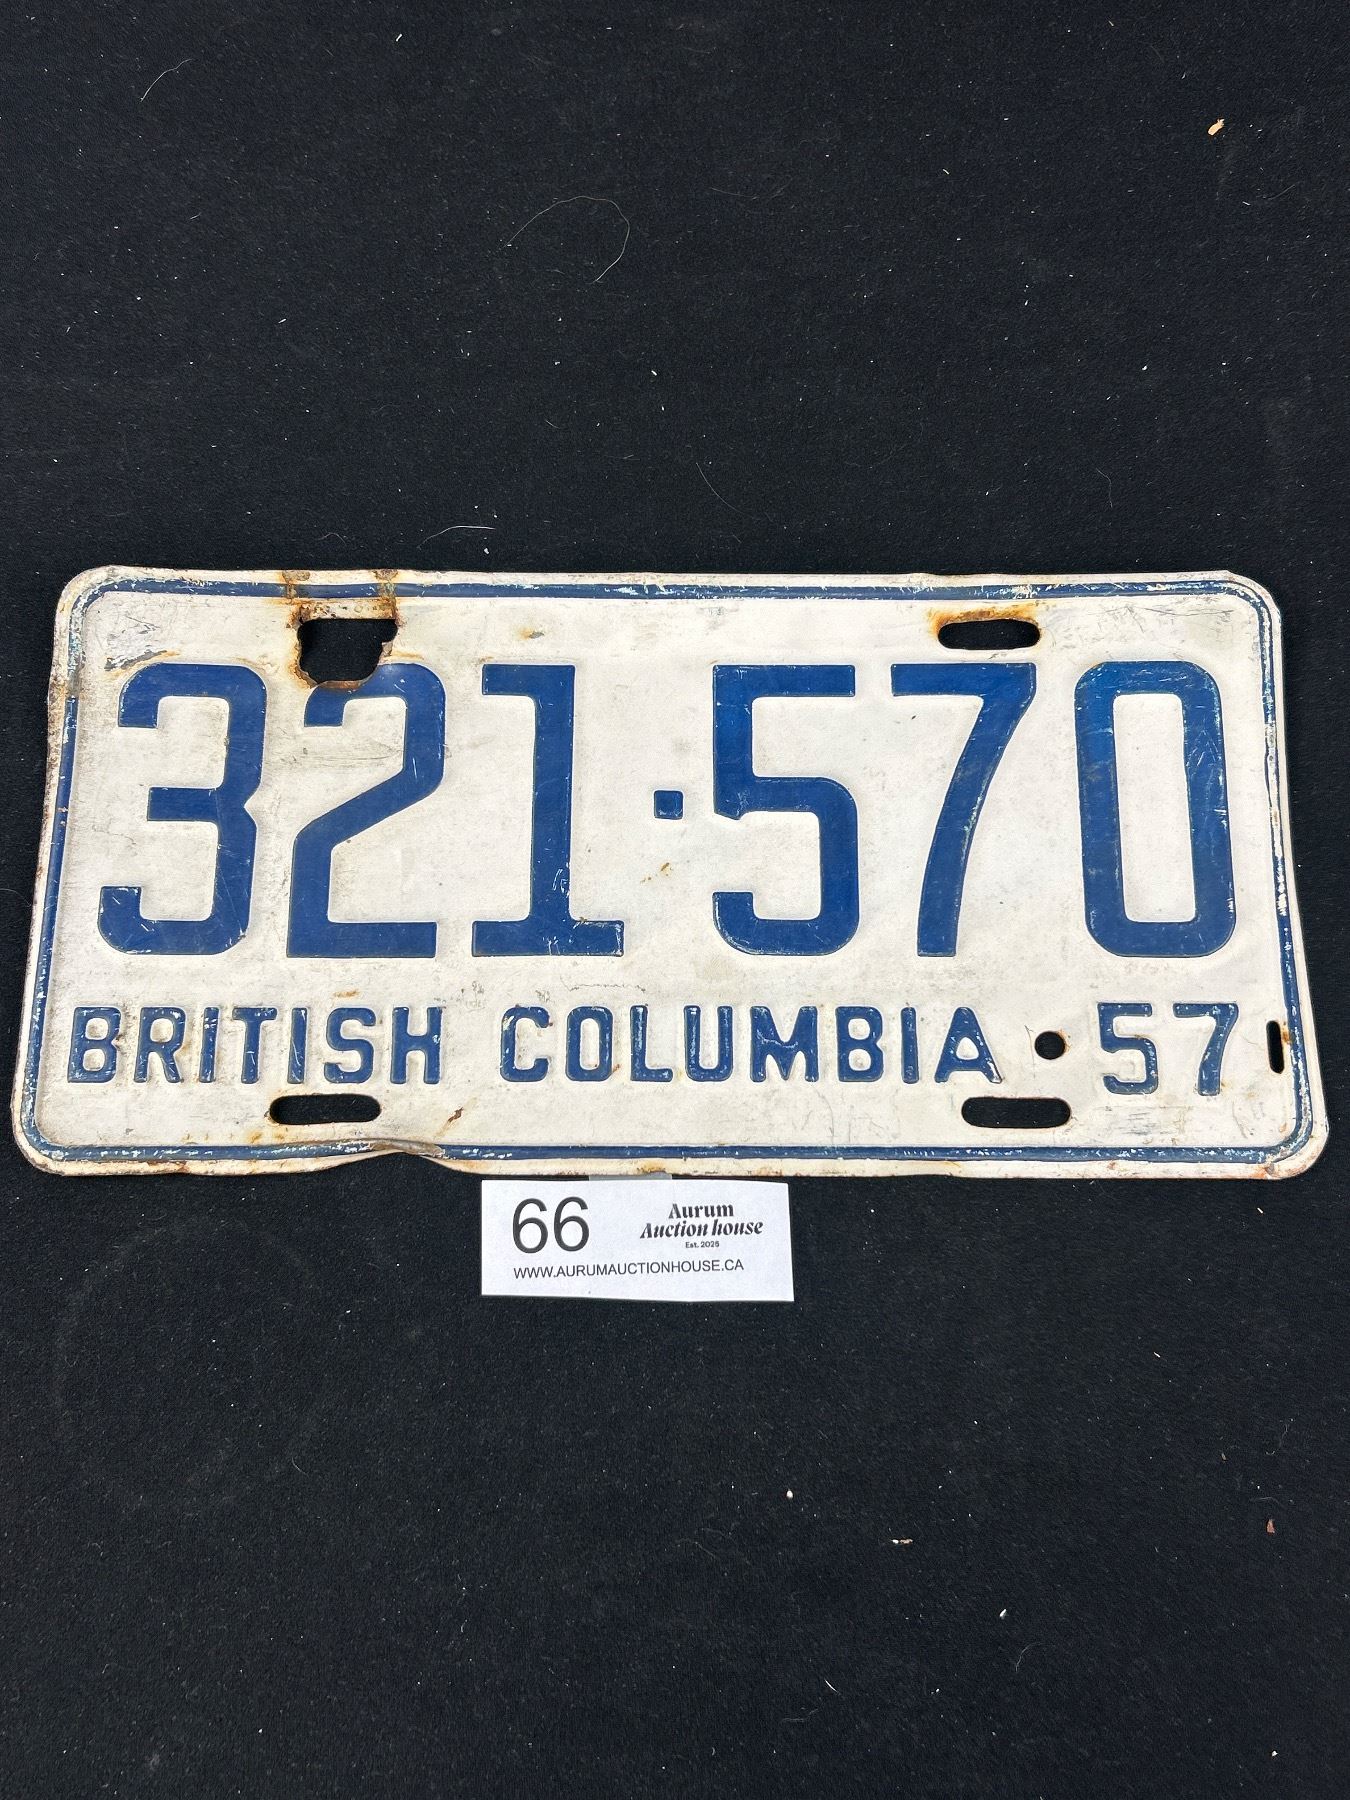 321·570
BRITISH COLUMBIA 57
66
Aurum
Auction house
Est. 2025
WWW.AURUMAUCTIONHOUSE.CA